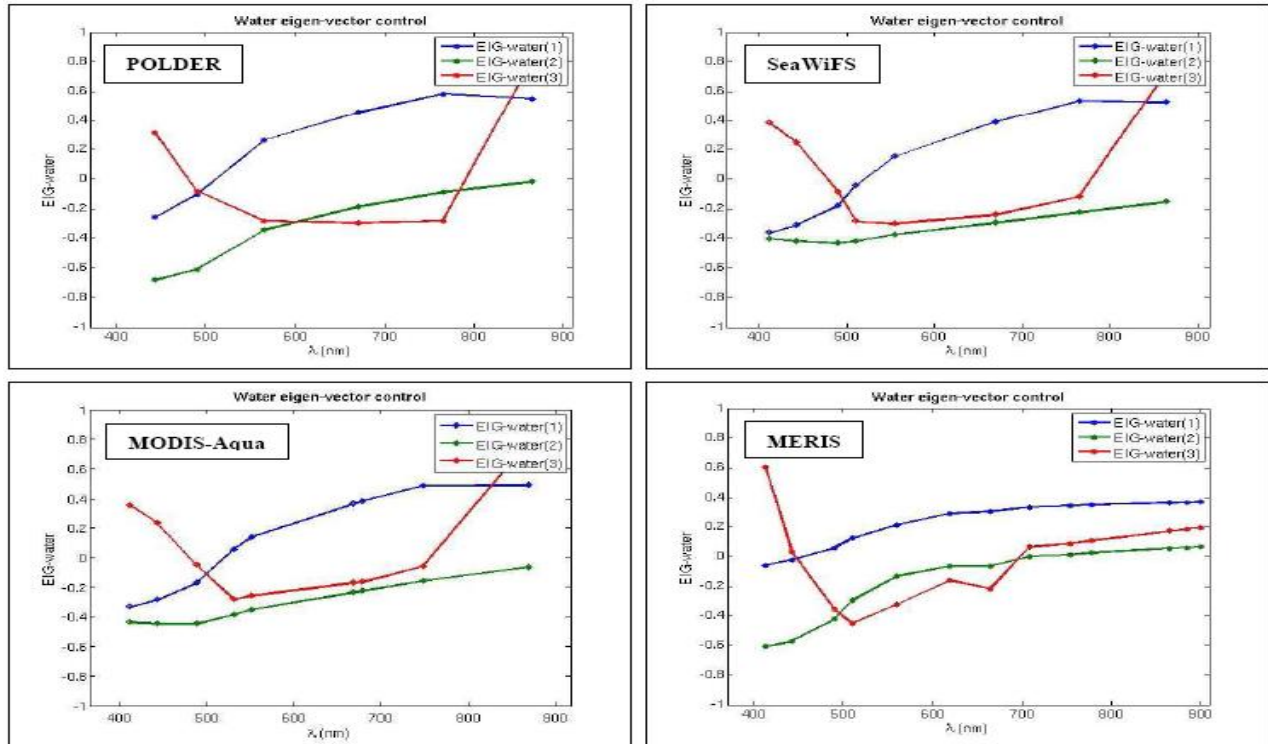 Water eigen-vector control
POLDER
EIG-water(1)
EIG-water(2)
EIG-water(3)
1
0.8
0.6
0.4
0.2
0
-0.2
-0.4
-0.6
-0.8
-1
EIG-water
400 500 600 700 800 900
λ (nm)
Water eigen-vector control
SeaWiFS
EIG-water(1)
EIG-water(2)
EIG-water(3)
1
0.8
0.6
0.4
0.2
0
-0.2
-0.4
-0.6
-0.8
-1
EIG-water
400 500 600 700 800 900
λ (nm)
Water eigen-vector control
MODIS-Aqua
EIG-water(1)
EIG-water(2)
EIG-water(3)
1
0.8
0.6
0.4
0.2
0
-0.2
-0.4
-0.6
-0.8
-1
EIG-water
400 500 600 700 800 900
λ (nm)
Water eigen-vector control
MERIS
EIG-water(1)
EIG-water(2)
EIG-water(3)
1
0.8
0.6
0.4
0.2
0
-0.2
-0.4
-0.6
-0.8
-1
EIG-water
400 500 600 700 800 900
λ (nm)